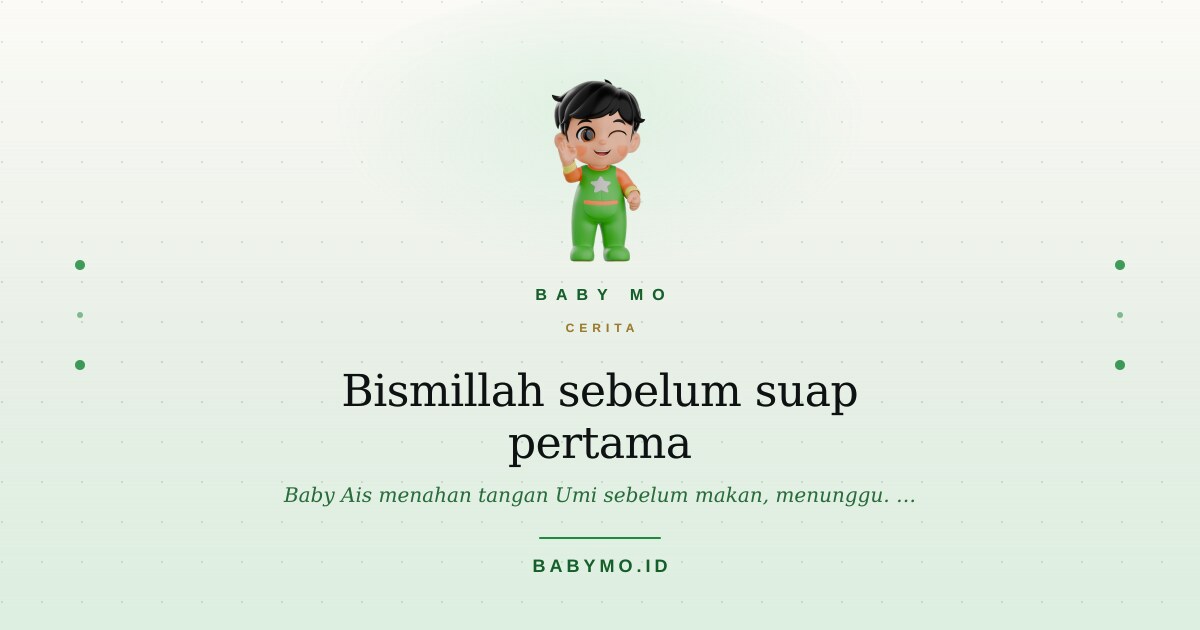 BABY MO
CERITA
Bismillah sebelum suap
pertama
Baby Ais menahan tangan Umi sebelum makan, menunggu. ...
BABYMO.ID